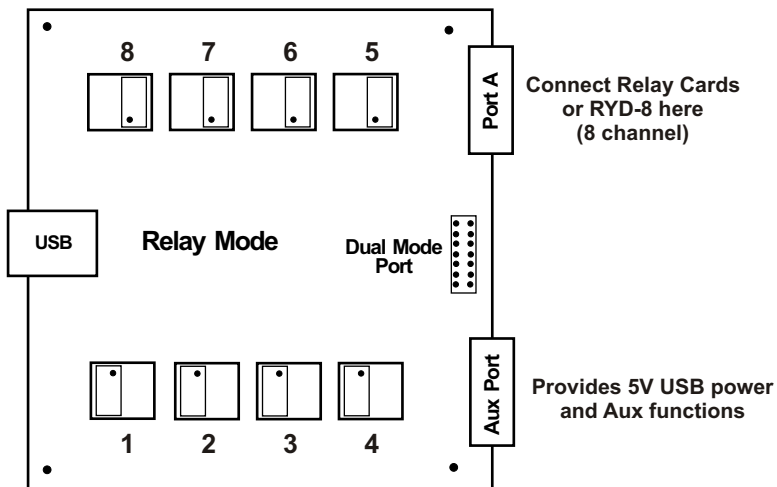 8 7 6 5
Port A
Connect Relay Cards
or RYD-8 here
(8 channel)
USB
Relay Mode
Dual Mode
Port
Aux Port
Provides 5V USB power
and Aux functions
1 2 3 4